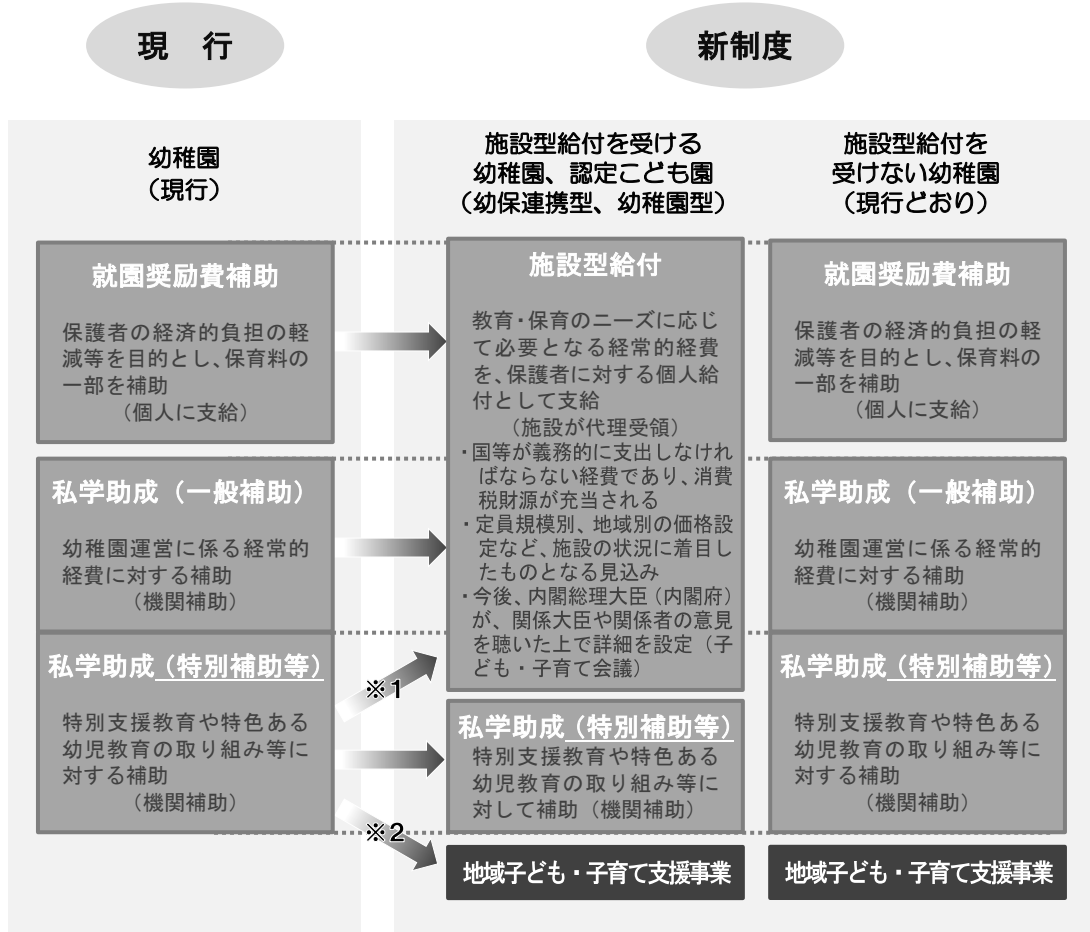 現　行
新制度
幼稚園
（現行）
就園奨励費補助
保護者の経済的負担の軽
減等を目的とし、保育料の
一部を補助
（個人に支給）
私学助成（一般補助）
幼稚園運営に係る経常的
経費に対する補助
（機関補助）
私学助成（特別補助等）
特別支援教育や特色ある
幼児教育の取り組み等に
対する補助
（機関補助）
※1
※2
施設型給付を受ける
幼稚園、認定こども園
（幼保連携型、幼稚園型）
施設型給付
教育・保育のニーズに応じ
て必要となる経常的経費
を、保護者に対する個人給
付として支給
（施設が代理受領）
・国等が義務的に支出しなけれ
ばならない経費であり、消費
税財源が充当される
・定員規模別、地域別の価格設
定など、施設の状況に着目し
たものとなる見込み
・今後、内閣総理大臣（内閣府）
が、関係大臣や関係者の意見
を聴いた上で詳細を設定（子
ども・子育て会議）
私学助成（特別補助等）
特別支援教育や特色ある
幼児教育の取り組み等に
対して補助（機関補助）
地域子ども・子育て支援事業
施設型給付を
受けない幼稚園
（現行どおり）
就園奨励費補助
保護者の経済的負担の軽
減等を目的とし、保育料の
一部を補助
（個人に支給）
私学助成（一般補助）
幼稚園運営に係る経常的
経費に対する補助
（機関補助）
私学助成（特別補助等）
特別支援教育や特色ある
幼児教育の取り組み等に
対する補助
（機関補助）
地域子ども・子育て支援事業